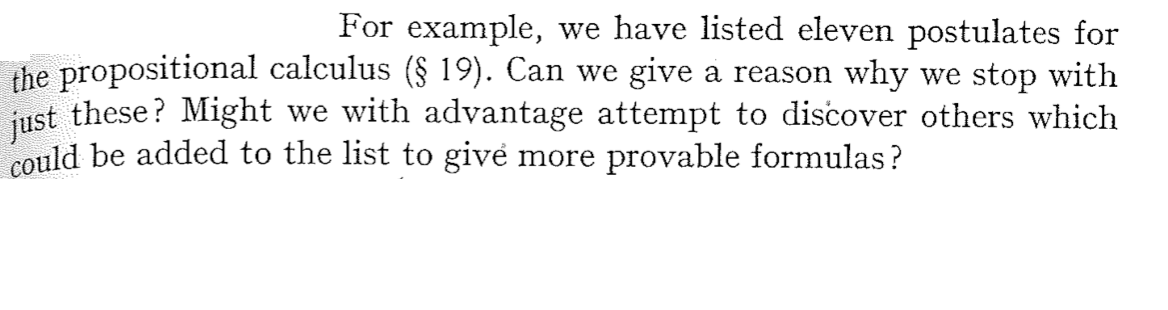 For example, we have listed eleven postulates for
the propositional calculus (§ 19). Can we give a reason why we stop with
just these? Might we with advantage attempt to discover others which
could be added to the list to give more provable formulas?